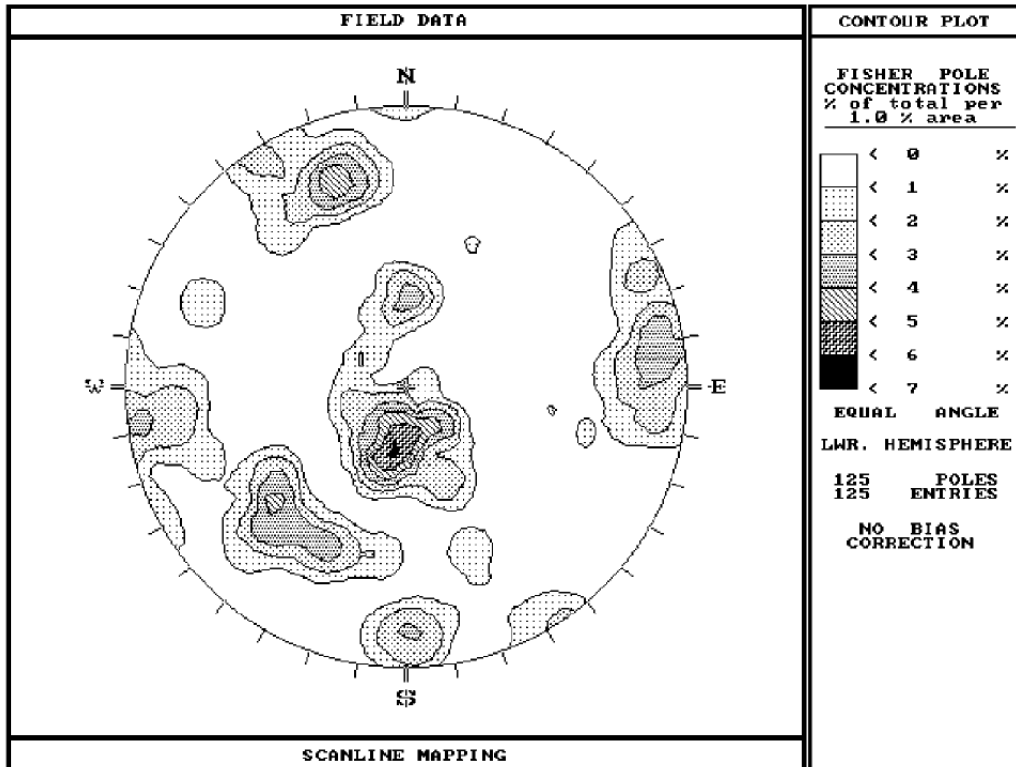 FIELD DATA
CONTOUR PLOT
N
W
E
S
FISHER POLE
CONCENTRATIONS
% of total per
1.0 % area
< 0 %
< 1 %
< 2 %
< 3 %
< 4 %
< 5 %
< 6 %
< 7 %
EQUAL ANGLE
LWR. HEMISPHERE
125 POLES
125 ENTRIES
NO BIAS
CORRECTION
SCANLINE MAPPING